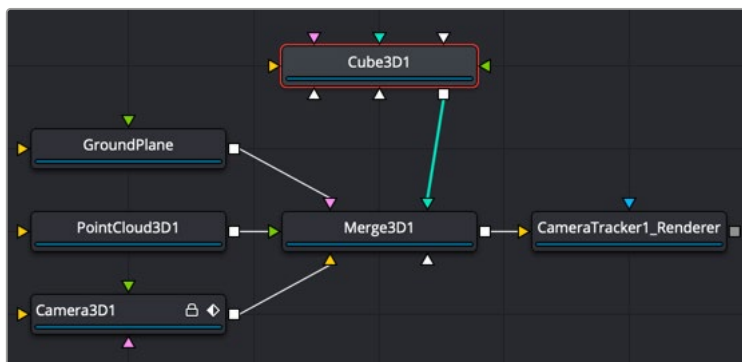 Cube3D1
GroundPlane
PointCloud3D1
Merge3D1
CameraTracker1_Renderer
Camera3D1